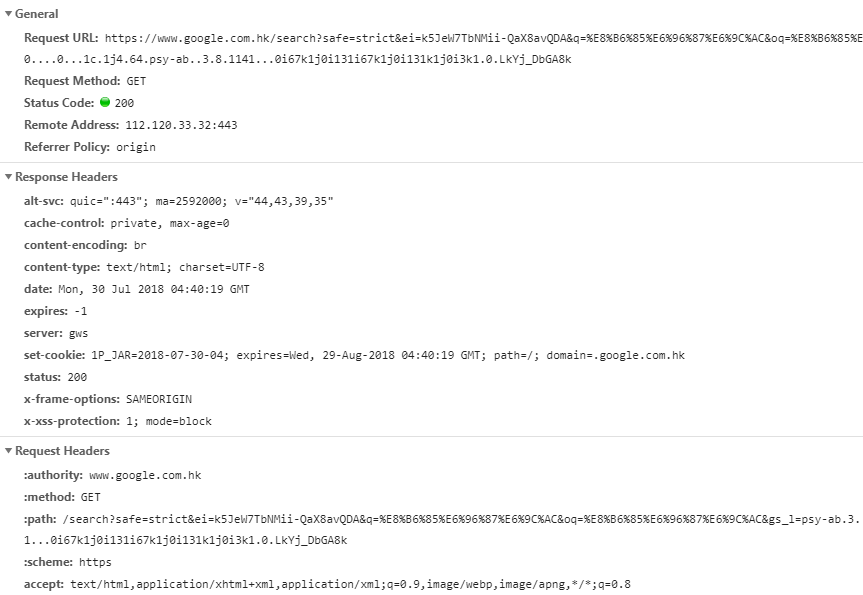 General
Request URL: https://www.google.com.hk/search?safe=strict&ei=k5JeW7TbNMii-QaX8avQDA&q=%E8%B6%85%E6%96%87%E6%9C%AC&oq=%E8%B6%85%E
0....0...1c.1j4.64.psy-ab..3.8.1141...0i67k1j0i131i67k1j0i131k1j0i3k1.0.LkYj_DbGA8k
Request Method: GET
Status Code: 200
Remote Address: 112.120.33.32:443
Referrer Policy: origin
Response Headers
alt-svc: quic=":443"; ma=2592000; v="44,43,39,35"
cache-control: private, max-age=0
content-encoding: br
content-type: text/html; charset=UTF-8
date: Mon, 30 Jul 2018 04:40:19 GMT
expires: -1
server: gws
set-cookie: 1P_JAR=2018-07-30-04; expires=Wed, 29-Aug-2018 04:40:19 GMT; path=/; domain=.google.com.hk
status: 200
x-frame-options: SAMEORIGIN
x-xss-protection: 1; mode=block
Request Headers
:authority: www.google.com.hk
:method: GET
:path: /search?safe=strict&ei=k5JeW7TbNMii-QaX8avQDA&q=%E8%B6%85%E6%96%87%E6%9C%AC&oq=%E8%B6%85%E6%96%87%E6%9C%AC&gs_l=psy-ab.3.
1...0i67k1j0i131i67k1j0i131k1j0i3k1.0.LkYj_DbGA8k
:scheme: https
accept: text/html,application/xhtml+xml,application/xml;q=0.9,image/webp,image/apng,*/*;q=0.8